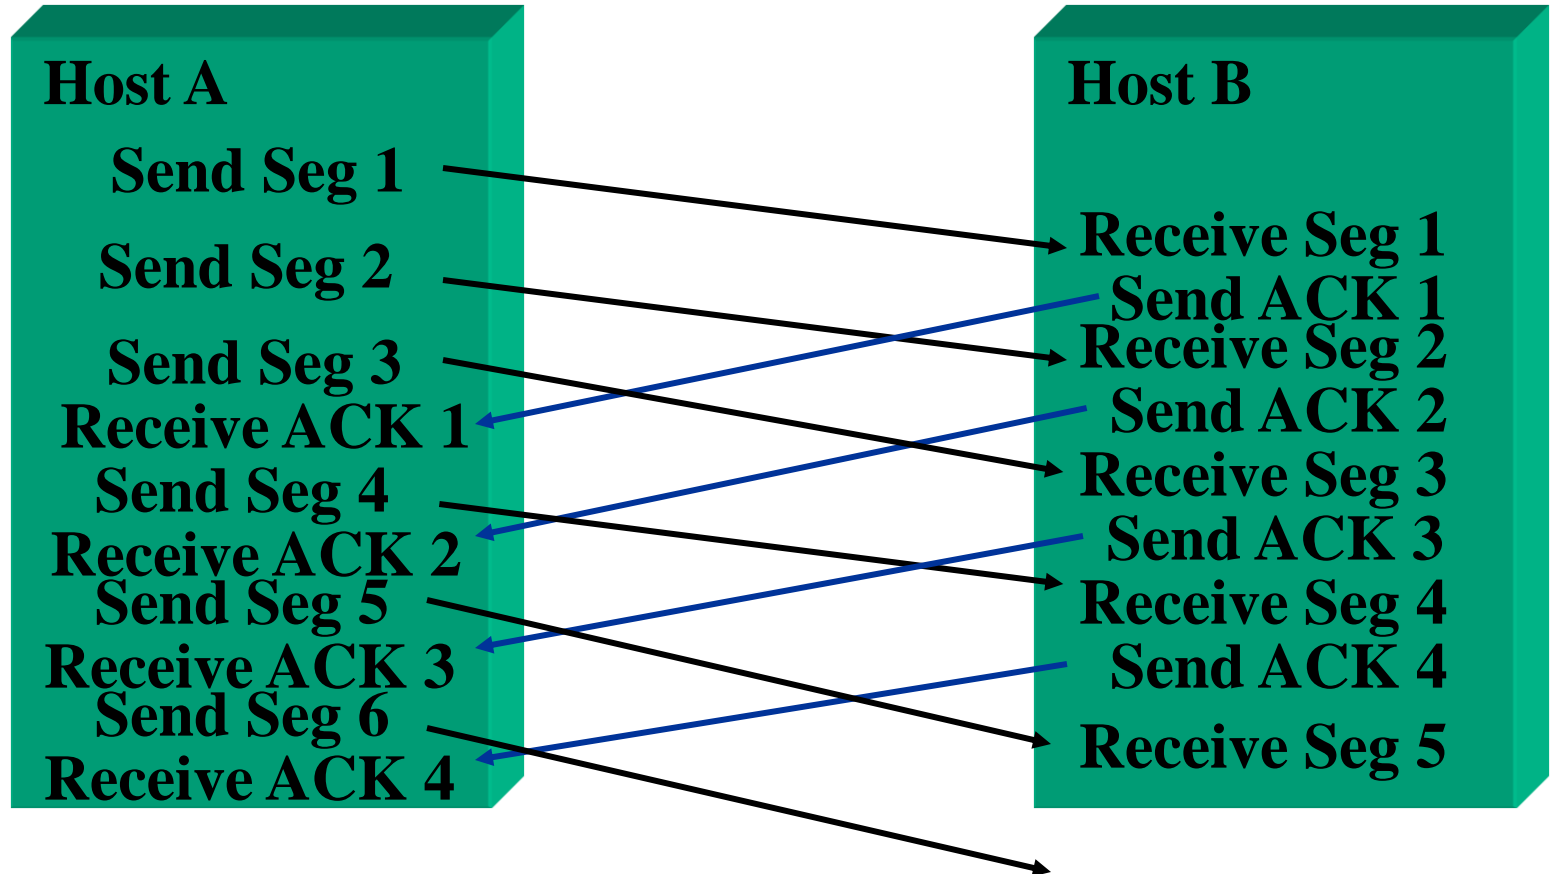 Host A
Send Seg 1
Send Seg 2
Send Seg 3
Receive ACK 1
Send Seg 4
Receive ACK 2
Send Seg 5
Receive ACK 3
Send Seg 6
Receive ACK 4
Host B
Receive Seg 1
Send ACK 1
Receive Seg 2
Send ACK 2
Receive Seg 3
Send ACK 3
Receive Seg 4
Send ACK 4
Receive Seg 5